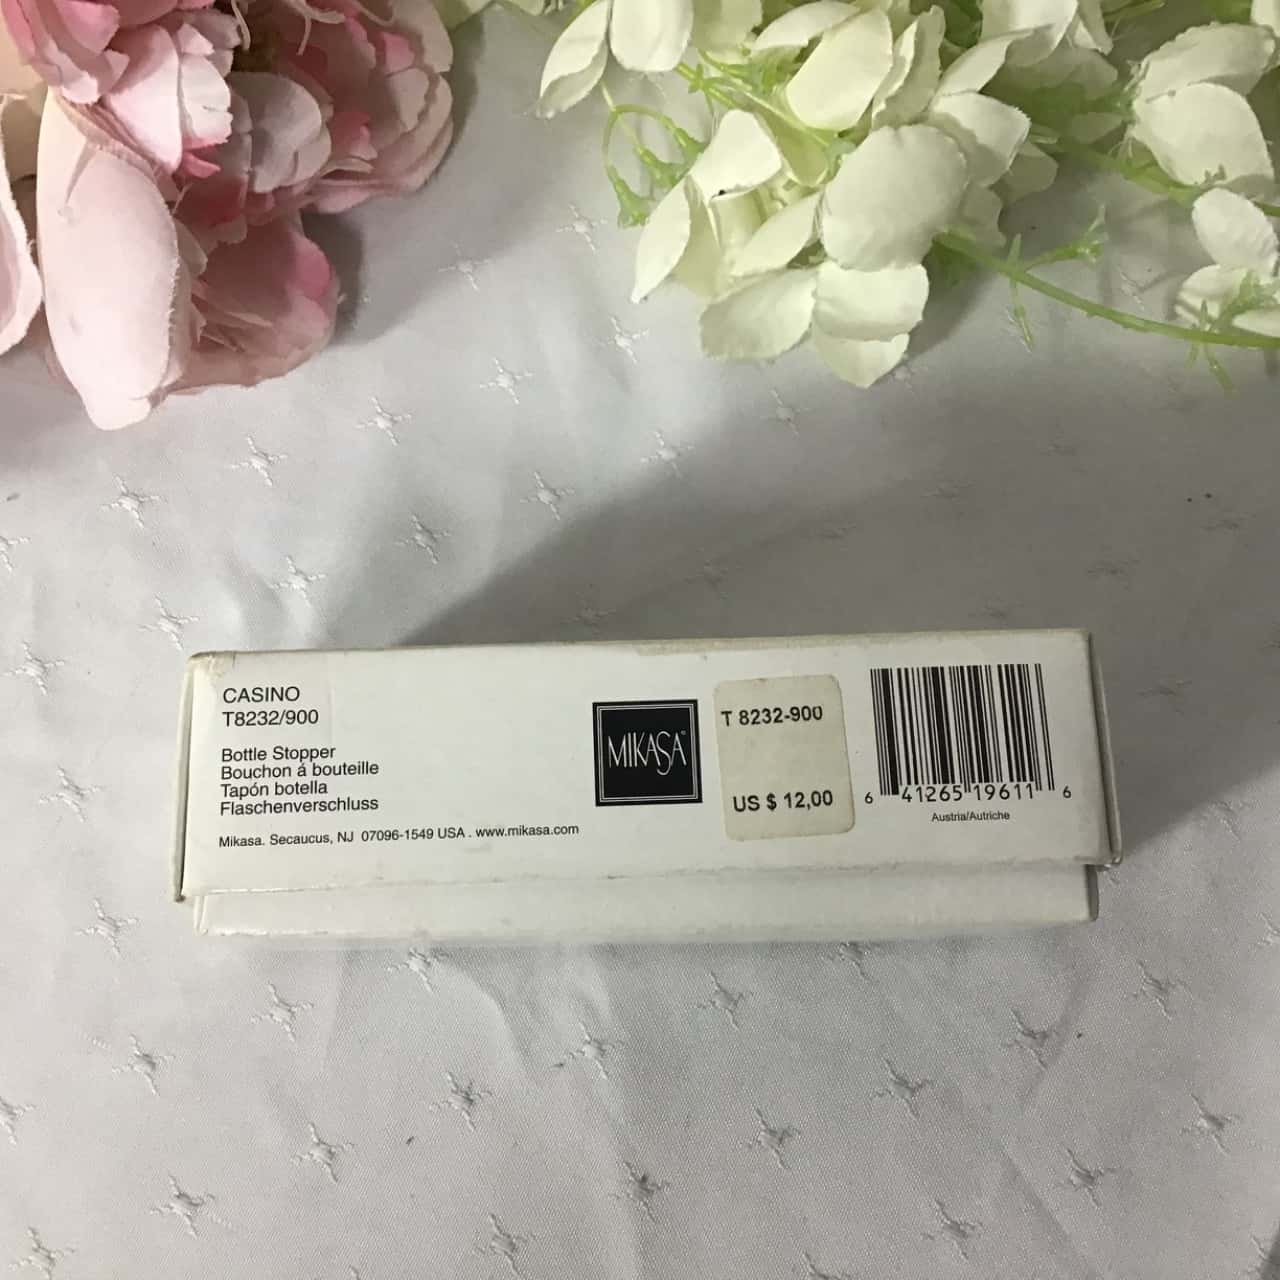 CASINO
T8232/900
Bottle Stopper
Bouchon á bouteille
Tapón botella
Flaschenverschluss
Mikasa. Secaucus, NJ 07096-1549 USA . www.mikasa.com
MIKASA®
T 8232-900
US $ 12,00
6 41265 19611 6
Austria/Autriche